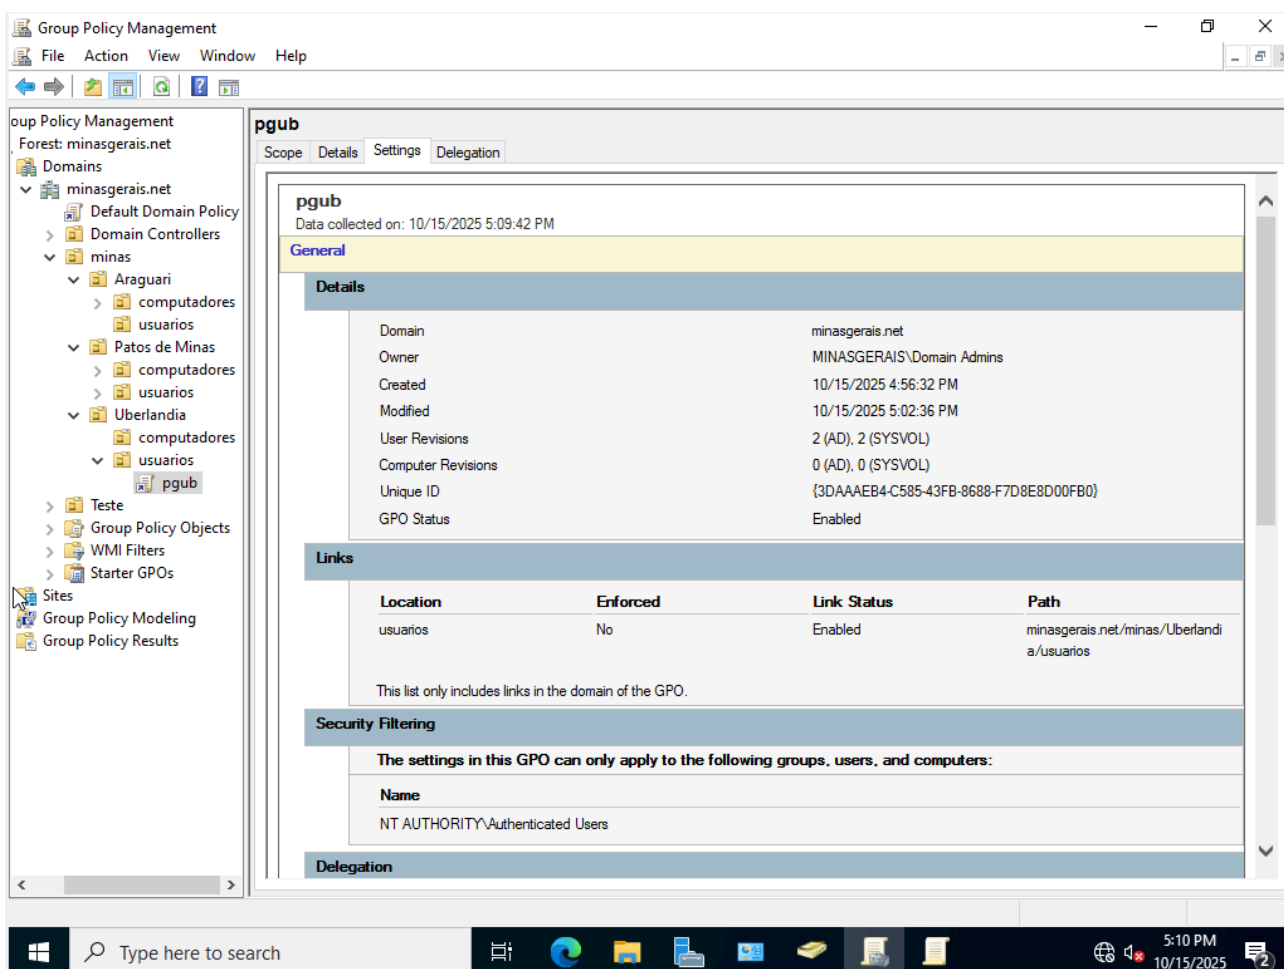 Group Policy Management
File Action View Window Help
oup Policy Management
Forest: minasgerais.net
Domains
minasgerais.net
Default Domain Policy
Domain Controllers
minas
Araguari
computadores
usuarios
Patos de Minas
computadores
usuarios
Uberlandia
computadores
usuarios
pgub
Teste
Group Policy Objects
WMI Filters
Starter GPOs
Sites
Group Policy Modeling
Group Policy Results
pgub
Scope Details Settings Delegation
pgub
Data collected on: 10/15/2025 5:09:42 PM
General
Details
Domain minasgerais.net
Owner MINASGERAIS\Domain Admins
Created 10/15/2025 4:56:32 PM
Modified 10/15/2025 5:02:36 PM
User Revisions 2 (AD), 2 (SYSVOL)
Computer Revisions 0 (AD), 0 (SYSVOL)
Unique ID {3DAAAEB4-C585-43FB-8688-F7D8E8D00FB0}
GPO Status Enabled
Links
Location Enforced Link Status Path
usuarios No Enabled minasgerais.net/minas/Uberlandi
a/usuarios
This list only includes links in the domain of the GPO.
Security Filtering
The settings in this GPO can only apply to the following groups, users, and computers:
Name
NT AUTHORITY\Authenticated Users
Delegation
Type here to search
5:10 PM
10/15/2025
2